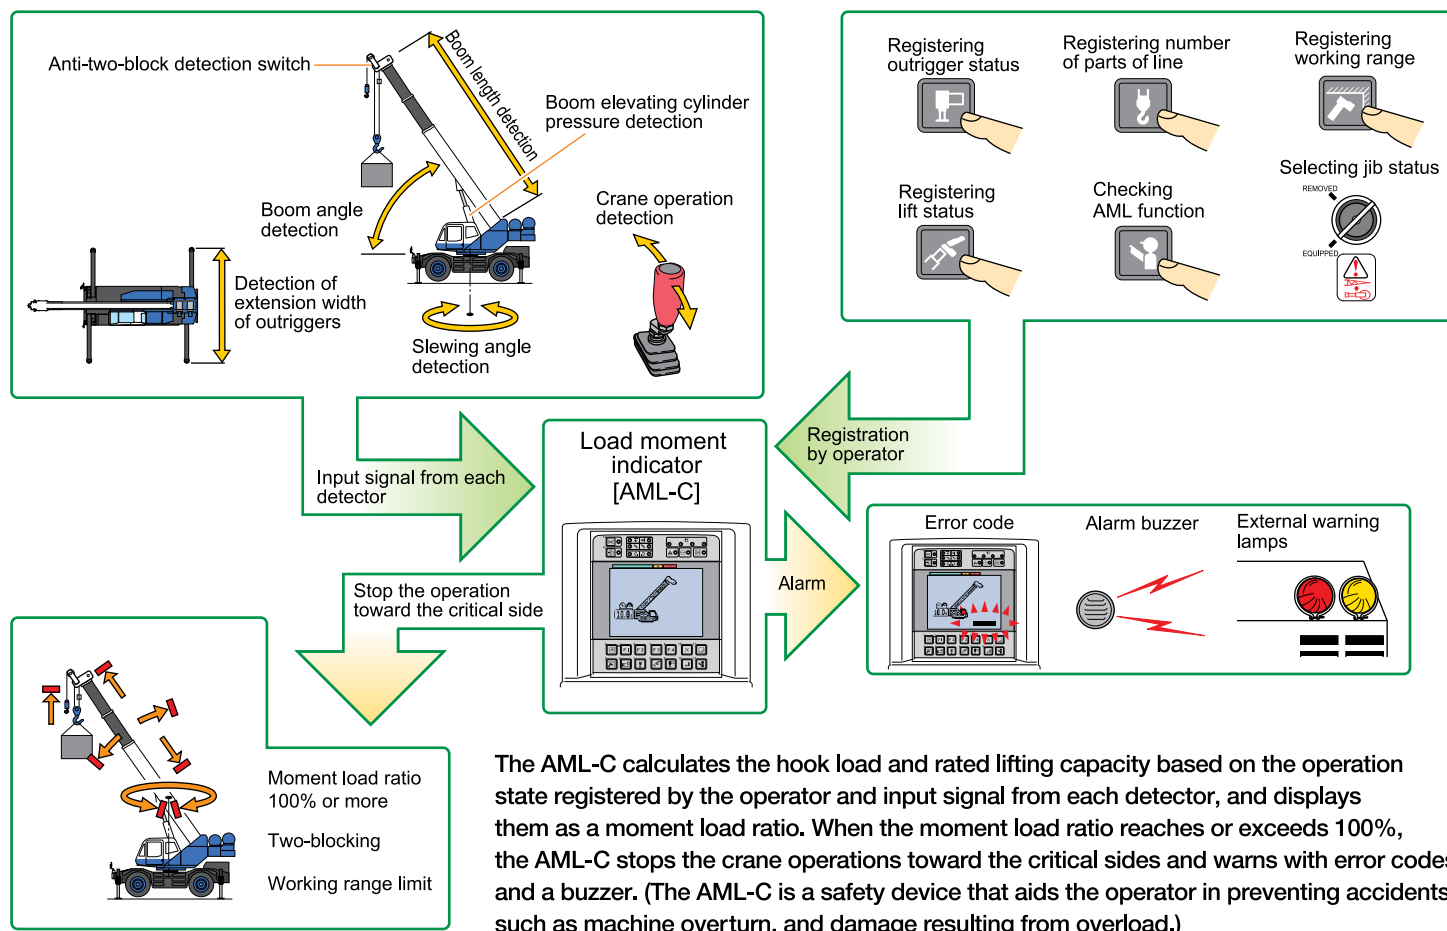 Anti-two-block detection switch
Boom length detection
Boom elevating cylinder
pressure detection
Boom angle
detection
Crane operation
detection
Detection of
extension width
of outriggers
Slewing angle
detection
Registering
outrigger status
Registering number
of parts of line
Registering
working range
Registering
lift status
Checking
AML function
Selecting jib status
REMOVED
EQUIPPED
Input signal from each
detector
Load moment
indicator
[AML-C]
Registration
by operator
Stop the operation
toward the critical side
Alarm
Error code
Alarm buzzer
External warning
lamps
Moment load ratio
100% or more
Two-blocking
Working range limit
The AML-C calculates the hook load and rated lifting capacity based on the operation
state registered by the operator and input signal from each detector, and displays
them as a moment load ratio. When the moment load ratio reaches or exceeds 100%,
the AML-C stops the crane operations toward the critical sides and warns with error codes
and a buzzer. (The AML-C is a safety device that aids the operator in preventing accidents
such as machine overturn, and damage resulting from overload.)